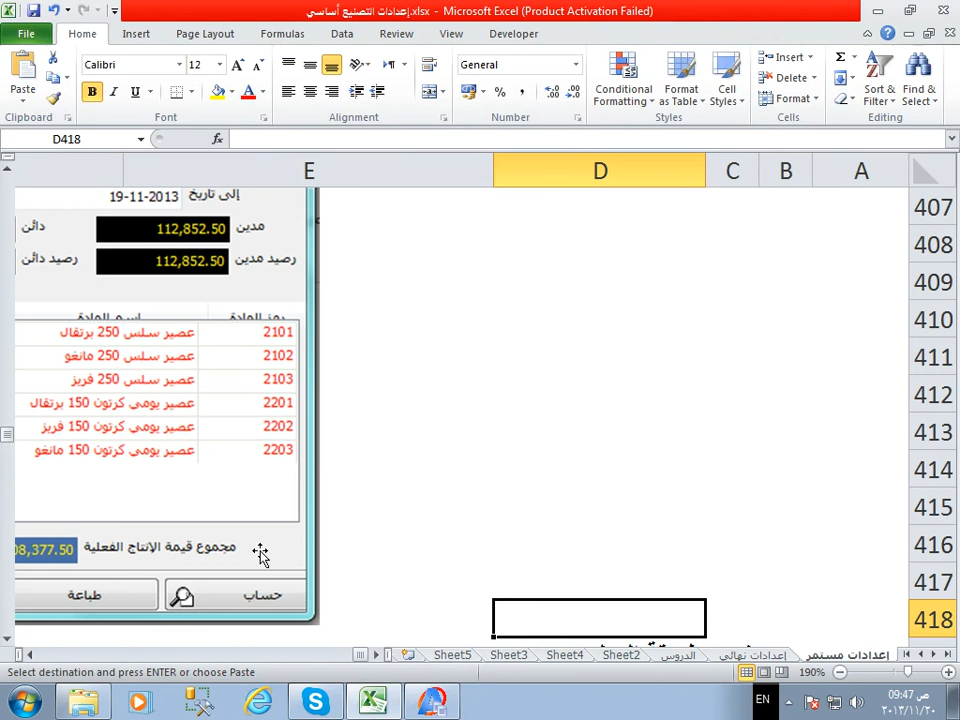 إعدادات التصنيع أساسي.xlsx - Microsoft Excel (Product Activation Failed)
File Home Insert Page Layout Formulas Data Review View Developer
Paste Clipboard
Calibri 12 B I U A Font
Alignment
General % , Number
Conditional Formatting Format as Table Cell Styles Styles
Insert Delete Format Cells
Σ Sort & Filter Find & Select Editing
D418 fx
E D C B A
407
408
409
410
411
412
413
414
415
416
417
418
إلى تاريخ 19-11-2013
مدين 112,852.50 دائن
رصيد مدين 112,852.50 رصيد دائن
رمز المادة اسم المادة
2101 عصير سلس 250 برتقال
2102 عصير سلس 250 مانغو
2103 عصير سلس 250 فريز
2201 عصير يومي كرتون 150 برتقال
2202 عصير يومي كرتون 150 فريز
2203 عصير يومي كرتون 150 مانغو
مجموع قيمة الإنتاج الفعلية 08,377.50
حساب طباعة
إعدادات مستمر إعدادات نهائي الدروس Sheet2 Sheet4 Sheet3 Sheet5
Select destination and press ENTER or choose Paste 190%
EN 09:47 ص
٢٠١٣/١١/٢٠